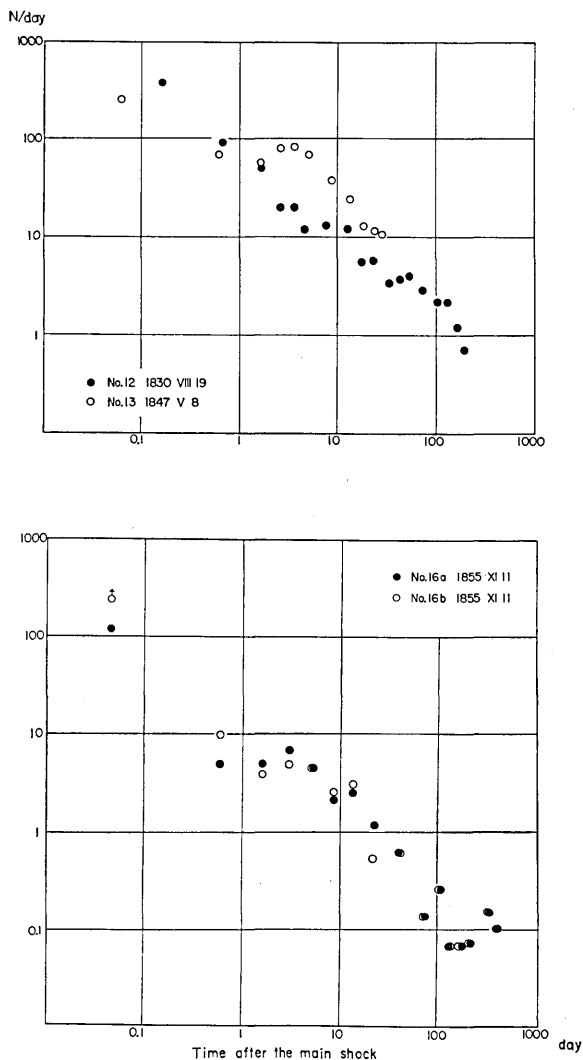 N/day
1000
100
10
1
● No.12 1830 VIII 19
○ No.13 1847 V 8
0.1 1 10 100 1000
1000
● No.16a 1855 XI 11
○ No.16b 1855 XI 11
100
10
1
0.1
0.1 1 10 100 1000 day
Time after the main shock